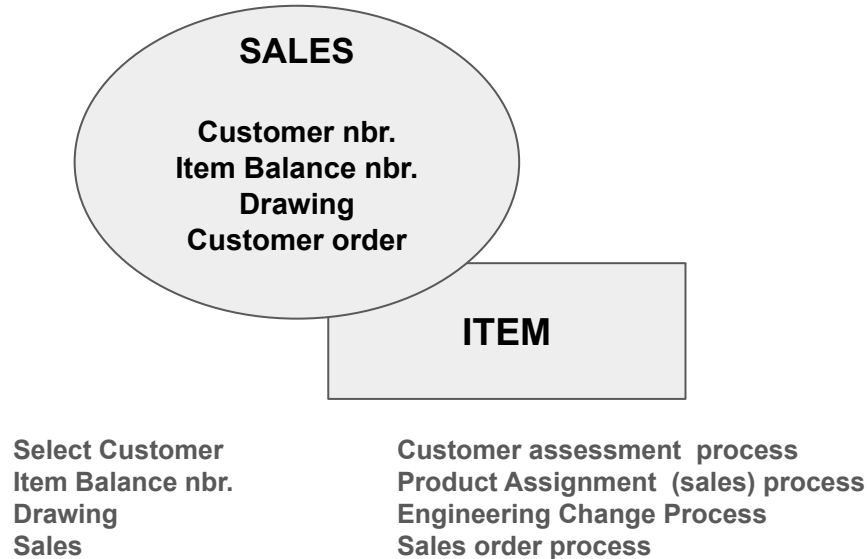 SALES
Customer nbr.
Item Balance nbr.
Drawing
Customer order
ITEM
Select Customer Customer assessment process
Item Balance nbr. Product Assignment (sales) process
Drawing Engineering Change Process
Sales Sales order process